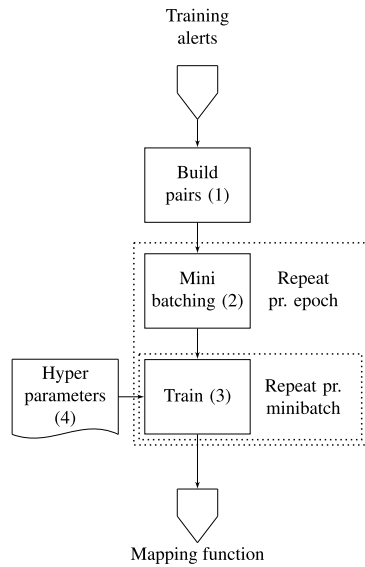 Training
alerts
Build
pairs (1)
Mini
batching (2)
Repeat
pr. epoch
Hyper
parameters
(4)
Train (3)
Repeat pr.
minibatch
Mapping function